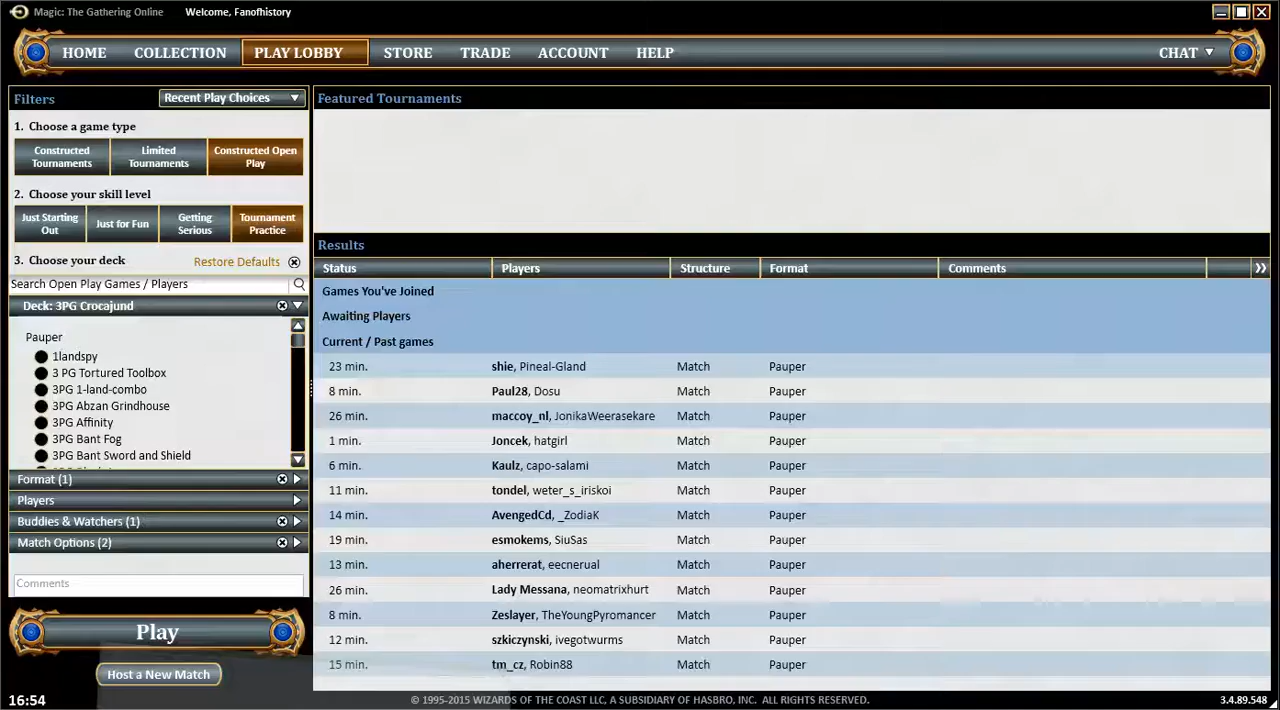 Magic: The Gathering Online Welcome, Fanofhistory
HOME COLLECTION PLAY LOBBY STORE TRADE ACCOUNT HELP CHAT
Filters Recent Play Choices
1. Choose a game type
Constructed Tournaments Limited Tournaments Constructed Open Play
2. Choose your skill level
Just Starting Out Just for Fun Getting Serious Tournament Practice
3. Choose your deck Restore Defaults
Search Open Play Games / Players
Deck: 3PG Crocajund
Pauper
1landspy
3 PG Tortured Toolbox
3PG 1-land-combo
3PG Abzan Grindhouse
3PG Affinity
3PG Bant Fog
3PG Bant Sword and Shield
Format (1)
Players
Buddies & Watchers (1)
Match Options (2)
Comments
Play
Host a New Match
16:54
Featured Tournaments
Results
Status Players Structure Format Comments
Games You've Joined
Awaiting Players
Current / Past games
23 min. shie, Pineal-Gland Match Pauper
8 min. Paul28, Dosu Match Pauper
26 min. maccoy_nl, JonikaWeerasekare Match Pauper
1 min. Joncek, hatgirl Match Pauper
6 min. Kaulz, capo-salami Match Pauper
11 min. tondel, weter_s_iriskoi Match Pauper
14 min. AvengedCd, _ZodiaK Match Pauper
19 min. esmokems, SiuSas Match Pauper
13 min. aherrerat, eecnerual Match Pauper
26 min. Lady Messana, neomatrixhurt Match Pauper
8 min. Zeslayer, TheYoungPyromancer Match Pauper
12 min. szkiczynski, ivegotwurms Match Pauper
15 min. tm_cz, Robin88 Match Pauper
© 1995-2015 WIZARDS OF THE COAST LLC, A SUBSIDIARY OF HASBRO, INC. ALL RIGHTS RESERVED.
3.4.89.548